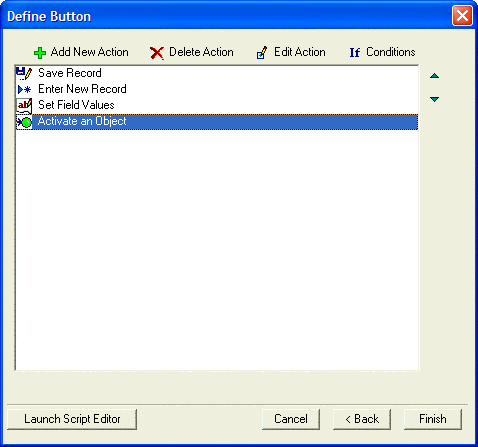 Define Button
Add New Action Delete Action Edit Action If Conditions
Save Record
Enter New Record
ab Set Field Values
Activate an Object
Launch Script Editor Cancel < Back Finish